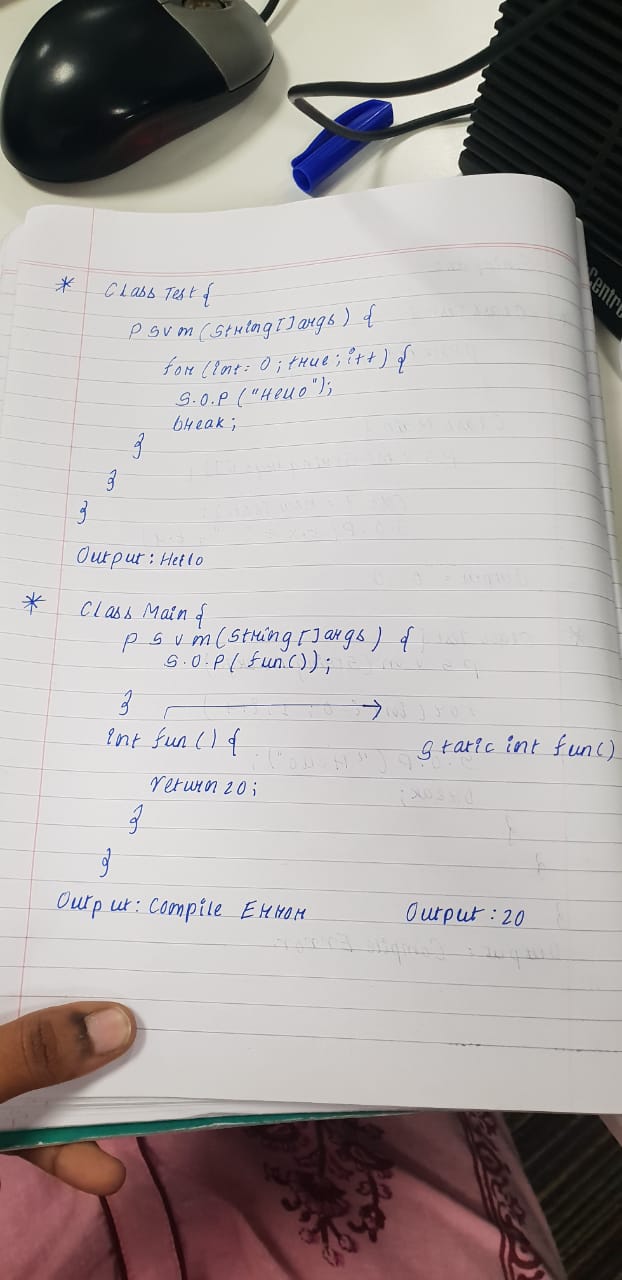 * Class Test {
P S v m (String [] args) {
for (int = 0 ; true ; i++) {
S.O.P ("Hello");
break ;
}
}
}
Output : Hello
* Class Main {
P S v m (String [] args) {
S.O.P ( fun());
}
int fun () {
static int fun()
return 20 ;
}
}
Output : Compile Error
Output : 20
Centro